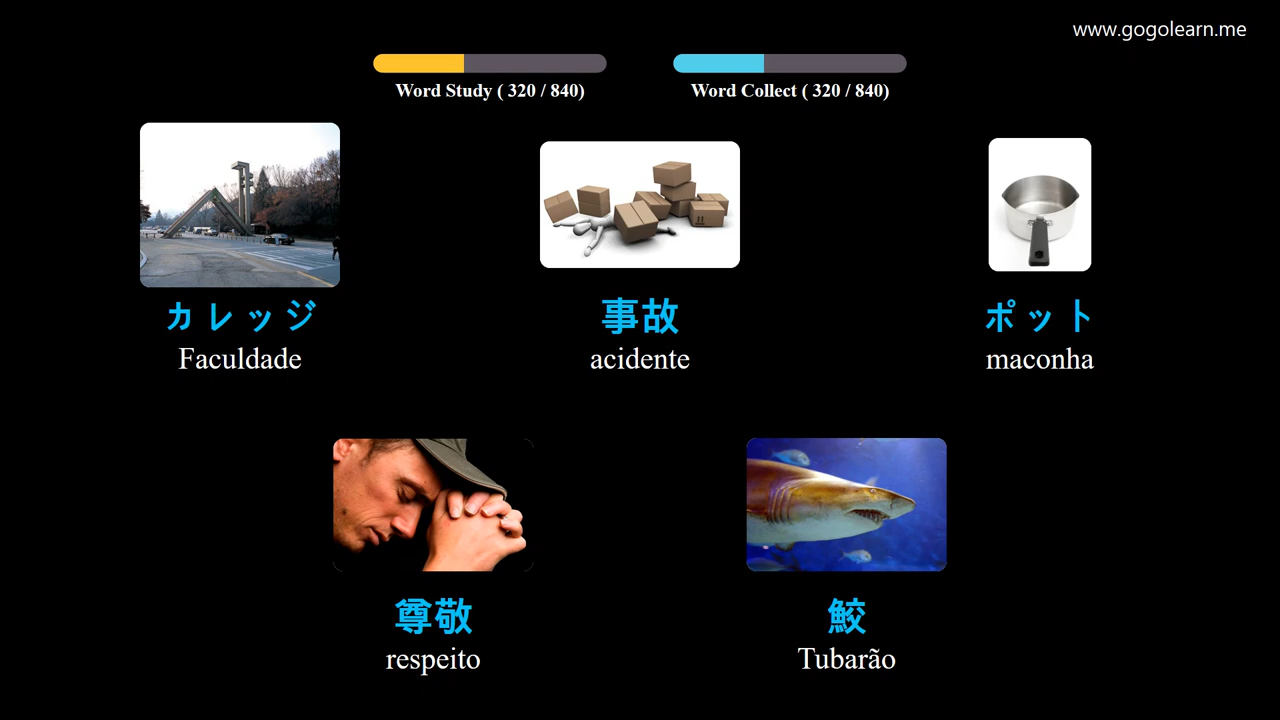 www.gogolearn.me
Word Study ( 320 / 840)
Word Collect ( 320 / 840)
カレッジ
Faculdade
事故
acidente
ポット
maconha
尊敬
respeito
鮫
Tubarão